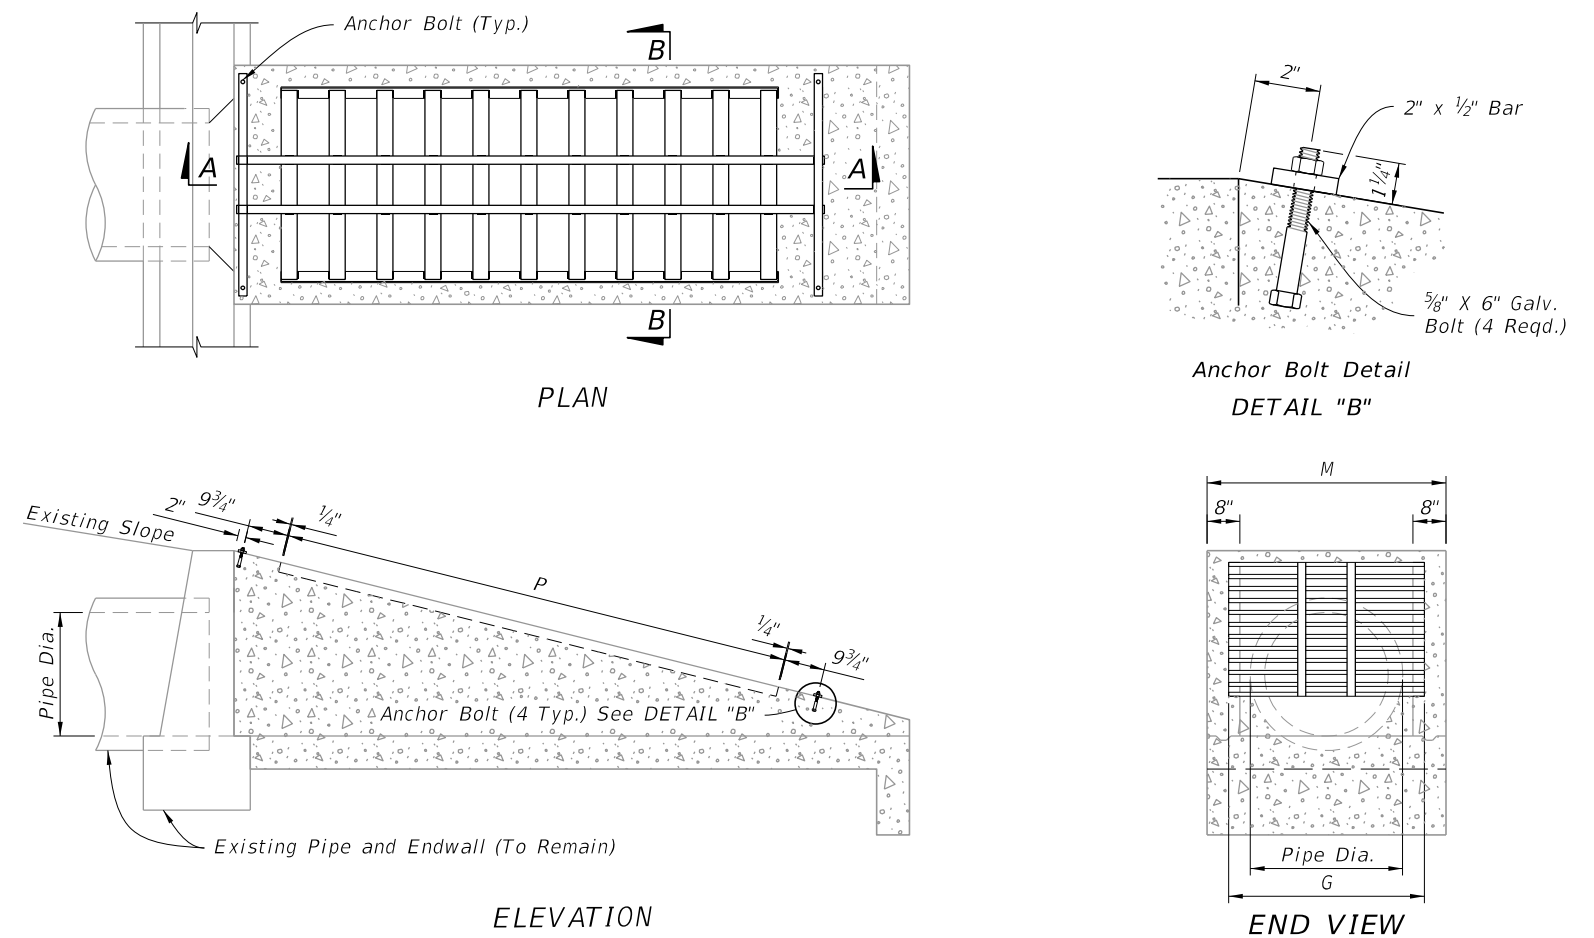 Anchor Bolt (Typ.)
B
A
A
B
PLAN
2"
2" x ½" Bar
1 ¼"
⅝" X 6" Galv.
Bolt (4 Reqd.)
Anchor Bolt Detail
DETAIL "B"
Existing Slope
2"
9¾"
¼"
P
¼"
9¾"
Pipe Dia.
Anchor Bolt (4 Typ.) See DETAIL "B"
Existing Pipe and Endwall (To Remain)
ELEVATION
M
8"
8"
Pipe Dia.
G
END VIEW